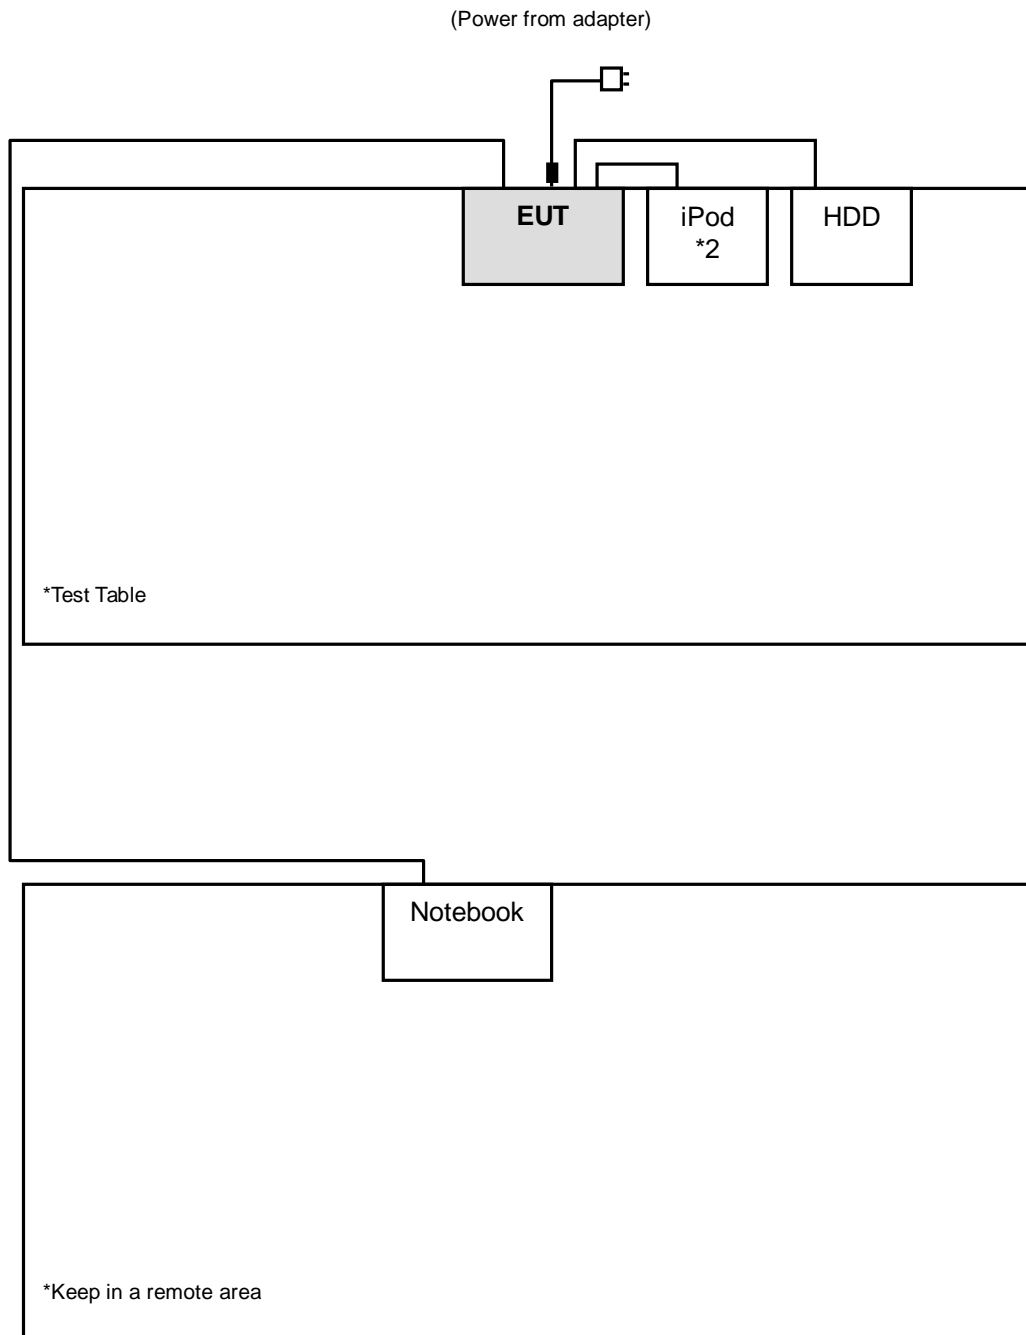 (Power from adapter)
EUT
iPod
*2
HDD
*Test Table
Notebook
*Keep in a remote area